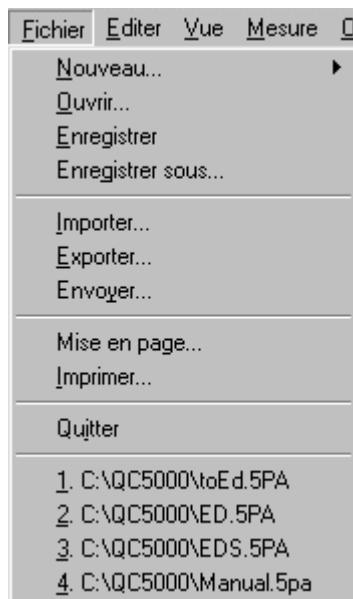 Fichier Editer Vue Mesure
Nouveau...
Ouvrir...
Enregistrer
Enregistrer sous...
Importer...
Exporter...
Envoyer...
Mise en page...
Imprimer...
Quitter
1. C:\QC5000\toEd.5PA
2. C:\QC5000\ED.5PA
3. C:\QC5000\EDS.5PA
4. C:\QC5000\Manual.5pa